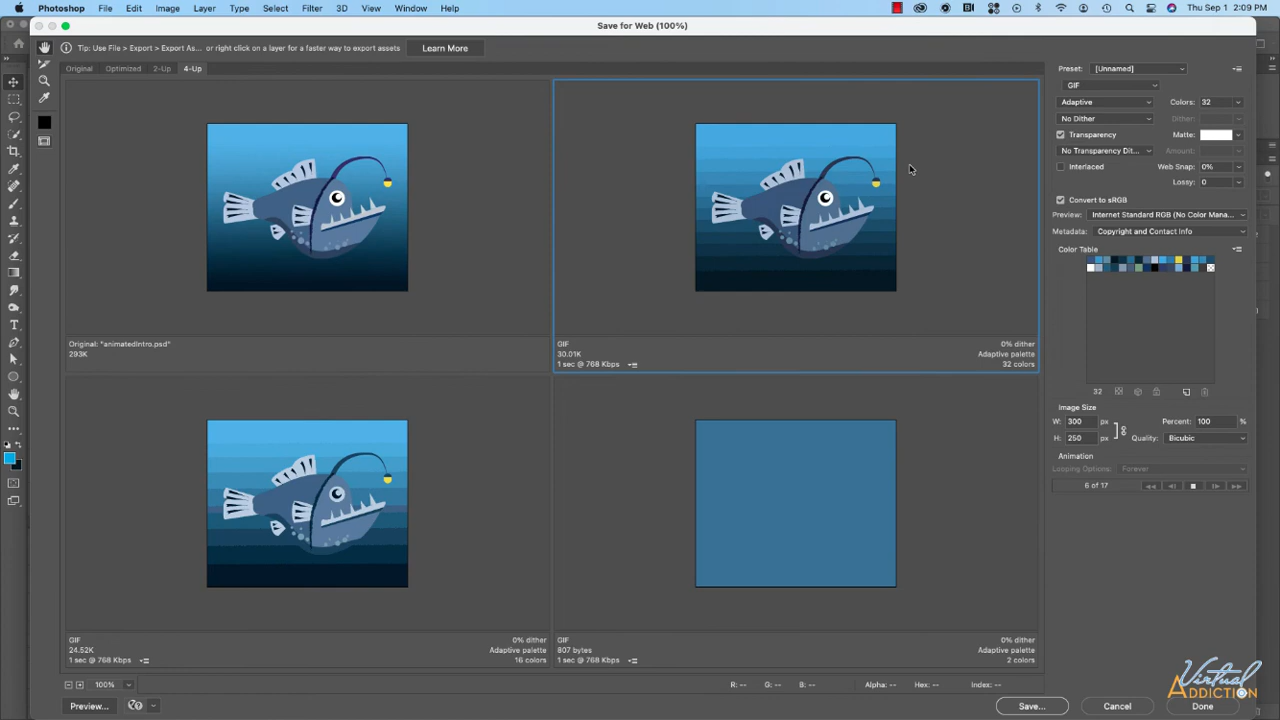 Photoshop File Edit Image Layer Type Select Filter 3D View Window Help Thu Sep 1 2:09 PM
Save for Web (100%)
Tip: Use File > Export > Export As... or right click on a layer for a faster way to export assets Learn More
Original Optimized 2-Up 4-Up
Preset: [Unnamed]
GIF
Adaptive Colors: 32
No Dither Dither:
Transparency Matte:
No Transparency Dit... Amount:
Interlaced Web Snap: 0%
Lossy: 0
Convert to sRGB
Preview: Internet Standard RGB (No Color Mana...
Metadata: Copyright and Contact Info
Color Table
32
Image Size
W: 300 px Percent: 100 %
H: 250 px Quality: Bicubic
Animation
Looping Options: Forever
6 of 17
Original: "animatedIntro.psd"
293K
GIF 0% dither
30.01K Adaptive palette
1 sec @ 768 Kbps 32 colors
GIF 0% dither
24.52K Adaptive palette
1 sec @ 768 Kbps 16 colors
GIF 0% dither
807 bytes Adaptive palette
1 sec @ 768 Kbps 2 colors
100% R: -- G: -- B: -- Alpha: -- Hex: -- Index: --
Preview... Save... Cancel Done
Virtual
ADDICTION